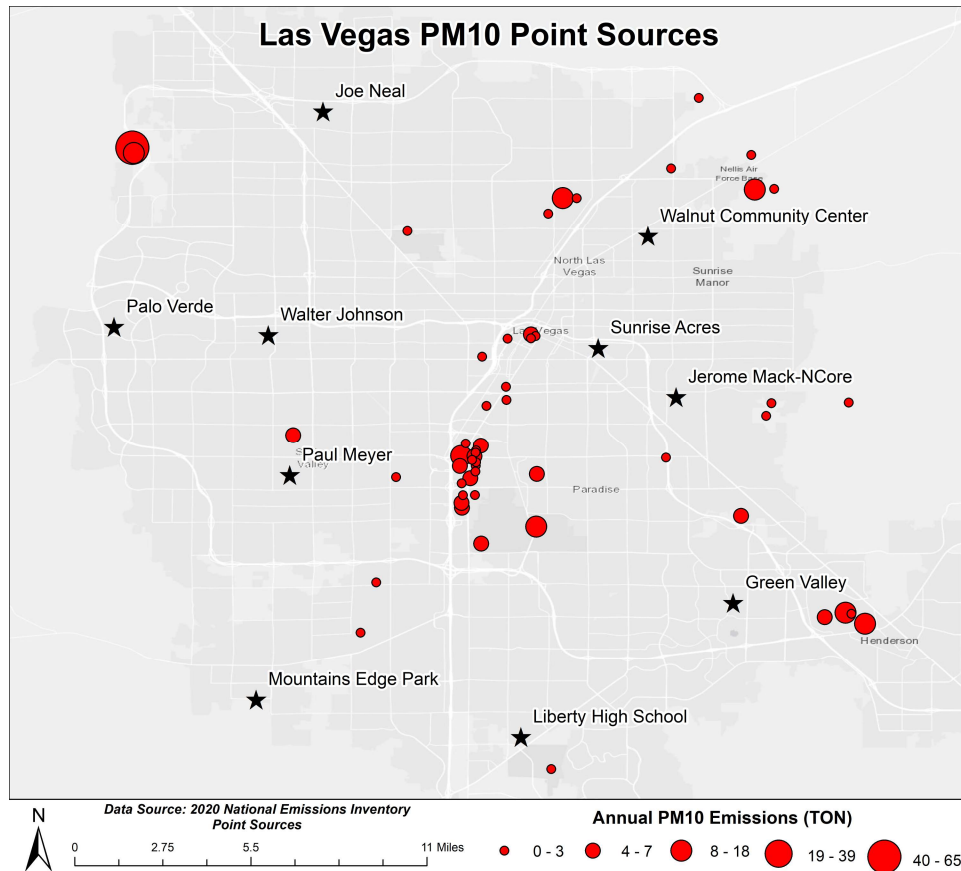 Las Vegas PM10 Point Sources
Joe Neal
Nellis Air
Force Base
Walnut Community Center
North Las
Vegas
Sunrise
Manor
Palo Verde
Walter Johnson
Las Vegas
Sunrise Acres
Jerome Mack-NCore
Paul Meyer
Valley
Paradise
Green Valley
Henderson
Mountains Edge Park
Liberty High School
N
Data Source: 2020 National Emissions Inventory
Point Sources
0 2.75 5.5 11 Miles
Annual PM10 Emissions (TON)
0 - 3 4 - 7 8 - 18 19 - 39 40 - 65